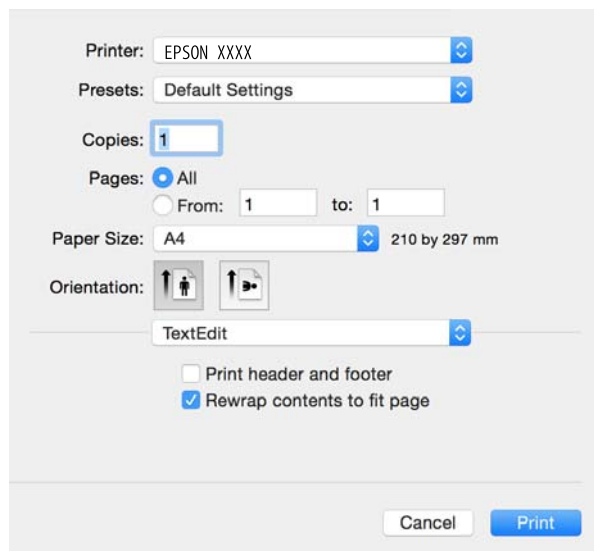 Printer: EPSON XXXX
Presets: Default Settings
Copies: 1
Pages: All
From: 1 to: 1
Paper Size: A4 210 by 297 mm
Orientation:
TextEdit
Print header and footer
Rewrap contents to fit page
Cancel Print